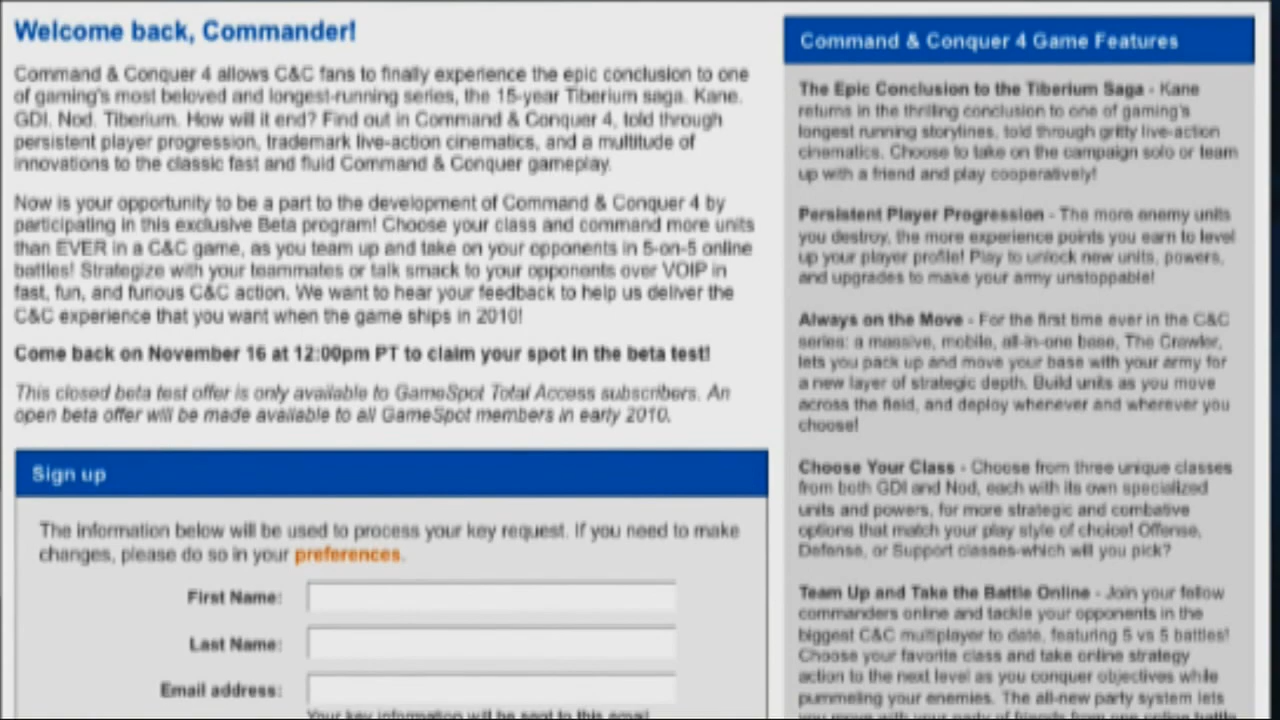 Welcome back, Commander!
Command & Conquer 4 allows C&C fans to finally experience the epic conclusion to one
of gaming's most beloved and longest-running series, the 15-year Tiberium saga. Kane.
GDI. Nod. Tiberium. How will it end? Find out in Command & Conquer 4, told through
persistent player progression, trademark live-action cinematics, and a multitude of
innovations to the classic fast and fluid Command & Conquer gameplay.
Now is your opportunity to be a part to the development of Command & Conquer 4 by
participating in this exclusive Beta program! Choose your class and command more units
than EVER in a C&C game, as you team up and take on your opponents in 5-on-5 online
battles! Strategize with your teammates or talk smack to your opponents over VOIP in
fast, fun, and furious C&C action. We want to hear your feedback to help us deliver the
C&C experience that you want when the game ships in 2010!
Come back on November 16 at 12:00pm PT to claim your spot in the beta test!
This closed beta test offer is only available to GameSpot Total Access subscribers. An
open beta offer will be made available to all GameSpot members in early 2010.
Sign up
The information below will be used to process your key request. If you need to make
changes, please do so in your preferences.
First Name:
Last Name:
Email address:
Your key information will be sent to this email
Command & Conquer 4 Game Features
The Epic Conclusion to the Tiberium Saga - Kane
returns in the thrilling conclusion to one of gaming's
longest running storylines, told through gritty live-action
cinematics. Choose to take on the campaign solo or team
up with a friend and play cooperatively!
Persistent Player Progression - The more enemy units
you destroy, the more experience points you earn to level
up your player profile! Play to unlock new units, powers,
and upgrades to make your army unstoppable!
Always on the Move - For the first time ever in the C&C
series: a massive, mobile, all-in-one base, The Crawler,
lets you pack up and move your base with your army for
a new layer of strategic depth. Build units as you move
across the field, and deploy whenever and wherever you
choose!
Choose Your Class - Choose from three unique classes
from both GDI and Nod, each with its own specialized
units and powers, for more strategic and combative
options that match your play style of choice! Offense,
Defense, or Support classes-which will you pick?
Team Up and Take the Battle Online - Join your fellow
commanders online and tackle your opponents in the
biggest C&C multiplayer to date, featuring 5 vs 5 battles!
Choose your favorite class and take online strategy
action to the next level as you conquer objectives while
pummeling your enemies. The all-new party system lets
you move with your party of friends from one online battle